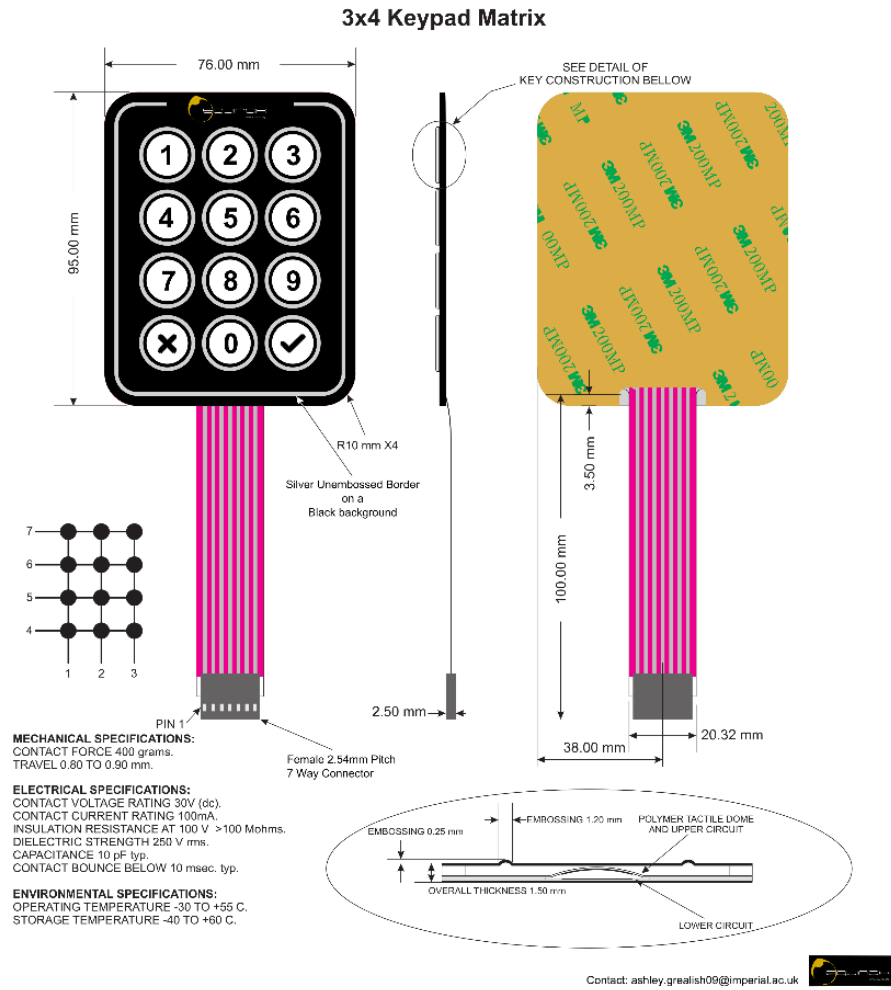 3x4 Keypad Matrix
76.00 mm
SEE DETAIL OF
KEY CONSTRUCTION BELLOW
95.00 mm
1 2 3
4 5 6
7 8 9
0
3M 200MP
R10 mm X4
Silver Unembossed Border
on a
Black background
3.50 mm
100.00 mm
7
6
5
4
1 2 3
PIN 1
2.50 mm
20.32 mm
38.00 mm
Female 2.54mm Pitch
7 Way Connector
MECHANICAL SPECIFICATIONS:
CONTACT FORCE 400 grams.
TRAVEL 0.80 TO 0.90 mm.
ELECTRICAL SPECIFICATIONS:
CONTACT VOLTAGE RATING 30V (dc).
CONTACT CURRENT RATING 100mA.
INSULATION RESISTANCE AT 100 V >100 Mohms.
DIELECTRIC STRENGTH 250 V rms.
CAPACITANCE 10 pF typ.
CONTACT BOUNCE BELOW 10 msec. typ.
ENVIRONMENTAL SPECIFICATIONS:
OPERATING TEMPERATURE -30 TO +55 C.
STORAGE TEMPERATURE -40 TO +60 C.
EMBOSSING 0.25 mm
EMBOSSING 1.20 mm
POLYMER TACTILE DOME
AND UPPER CIRCUIT
OVERALL THICKNESS 1.50 mm
LOWER CIRCUIT
Contact: ashley.grealish09@imperial.ac.uk